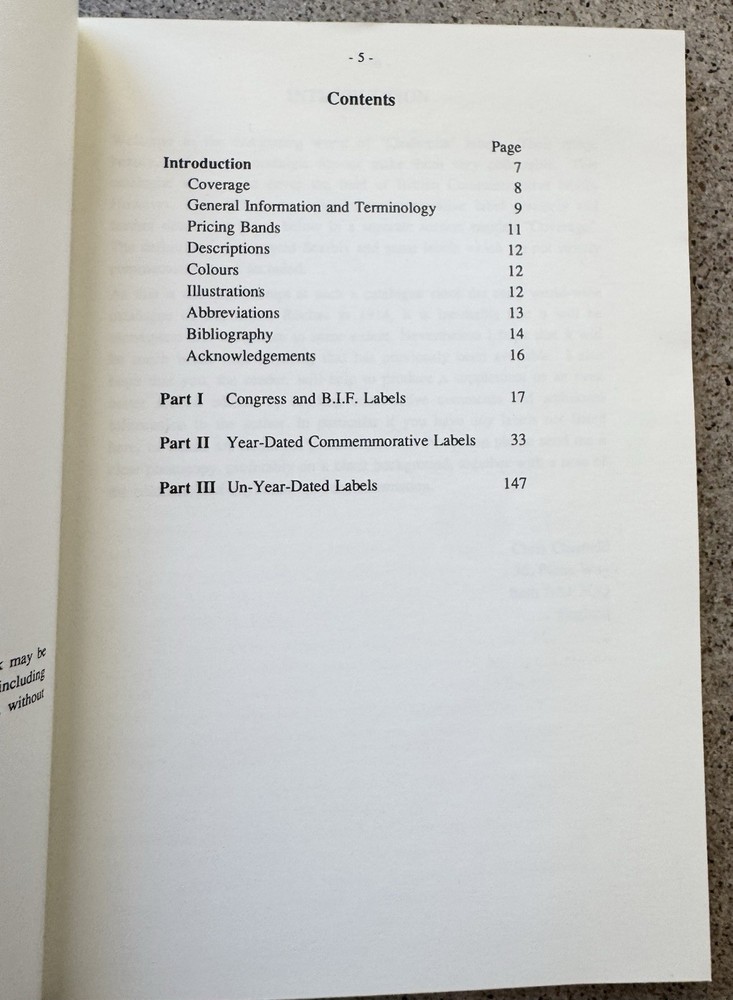 - 5 -
Contents
Page
Introduction 7
Coverage 8
General Information and Terminology 9
Pricing Bands 11
Descriptions 12
Colours 12
Illustrations 12
Abbreviations 13
Bibliography 14
Acknowledgements 16
Part I Congress and B.I.F. Labels 17
Part II Year-Dated Commemorative Labels 33
Part III Un-Year-Dated Labels 147
may be
including
without